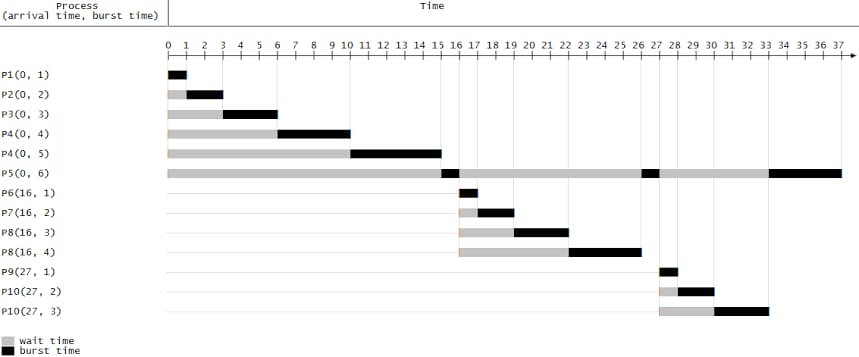 Process
(arrival time, burst time)
Time
0 1 2 3 4 5 6 7 8 9 10 11 12 13 14 15 16 17 18 19 20 21 22 23 24 25 26 27 28 29 30 31 32 33 34 35 36 37
P1(0, 1)
P2(0, 2)
P3(0, 3)
P4(0, 4)
P4(0, 5)
P5(0, 6)
P6(16, 1)
P7(16, 2)
P8(16, 3)
P8(16, 4)
P9(27, 1)
P10(27, 2)
P10(27, 3)
wait time
burst time